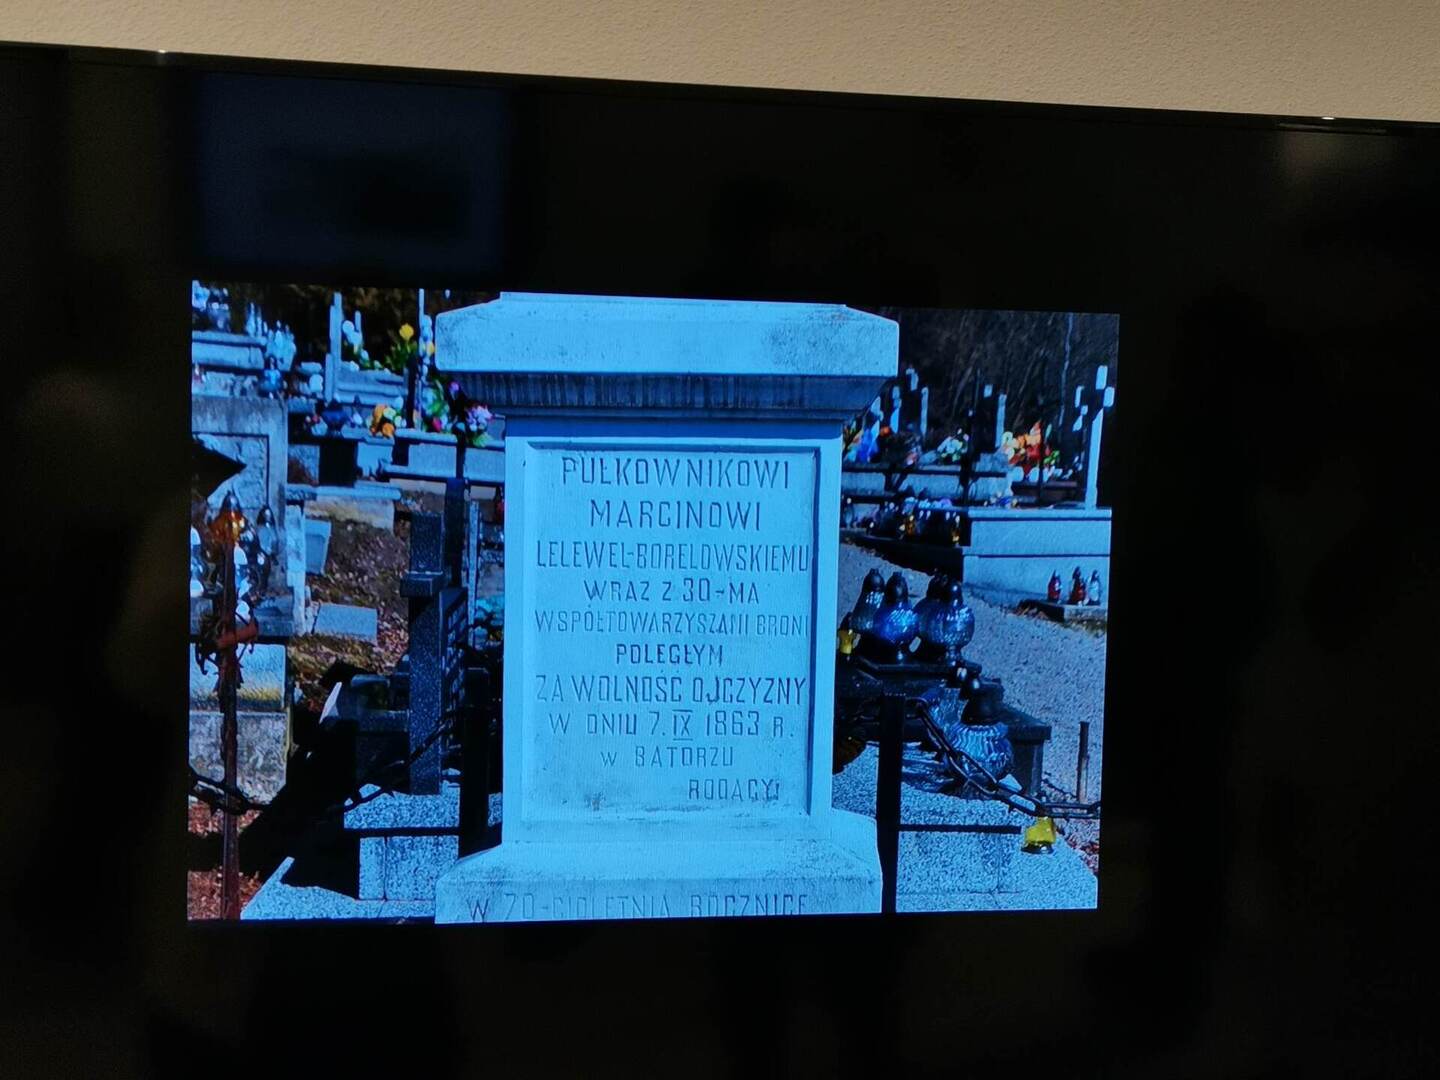 PUŁKOWNIKOWI
MARCINOWI
LELEWEL-BORELOWSKIEMU
WRAZ Z 30-MA
WSPÓŁTOWARZYSZAMI BRONI
POLEGŁYM
ZA WOLNOŚĆ OJCZYZNY
W DNIU 7.IX 1863 R.
W BATORZU
RODACY:
W 70-CIOLETNIĄ ROCZNICĘ